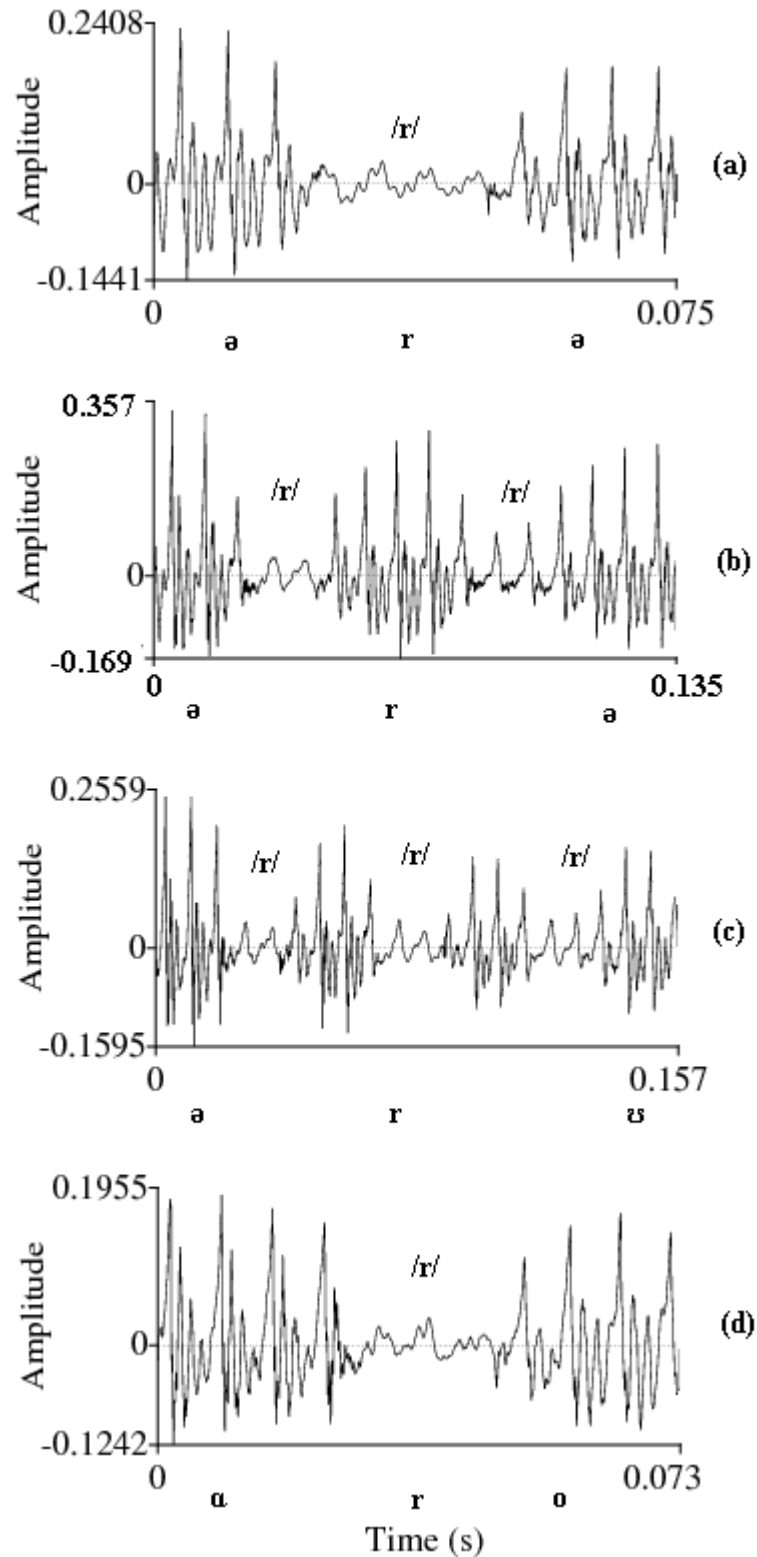 0.2408
Amplitude
/r/
(a)
0
-0.1441
0 0.075
ə r ə
0.357
Amplitude
/r/ /r/
(b)
0
-0.169
0 0.135
ə r ə
0.2559
Amplitude
/r/ /r/ /r/
(c)
0
-0.1595
0 0.157
ə r ʊ
0.1955
Amplitude
/r/
(d)
0
-0.1242
0 0.073
ɑ r o
Time (s)